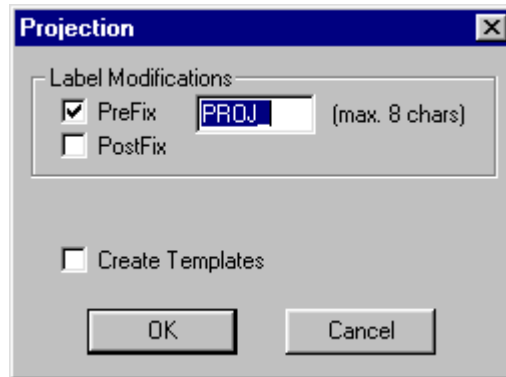 Projection
Label Modifications
PreFix PROJ_ (max. 8 chars)
PostFix
Create Templates
OK Cancel